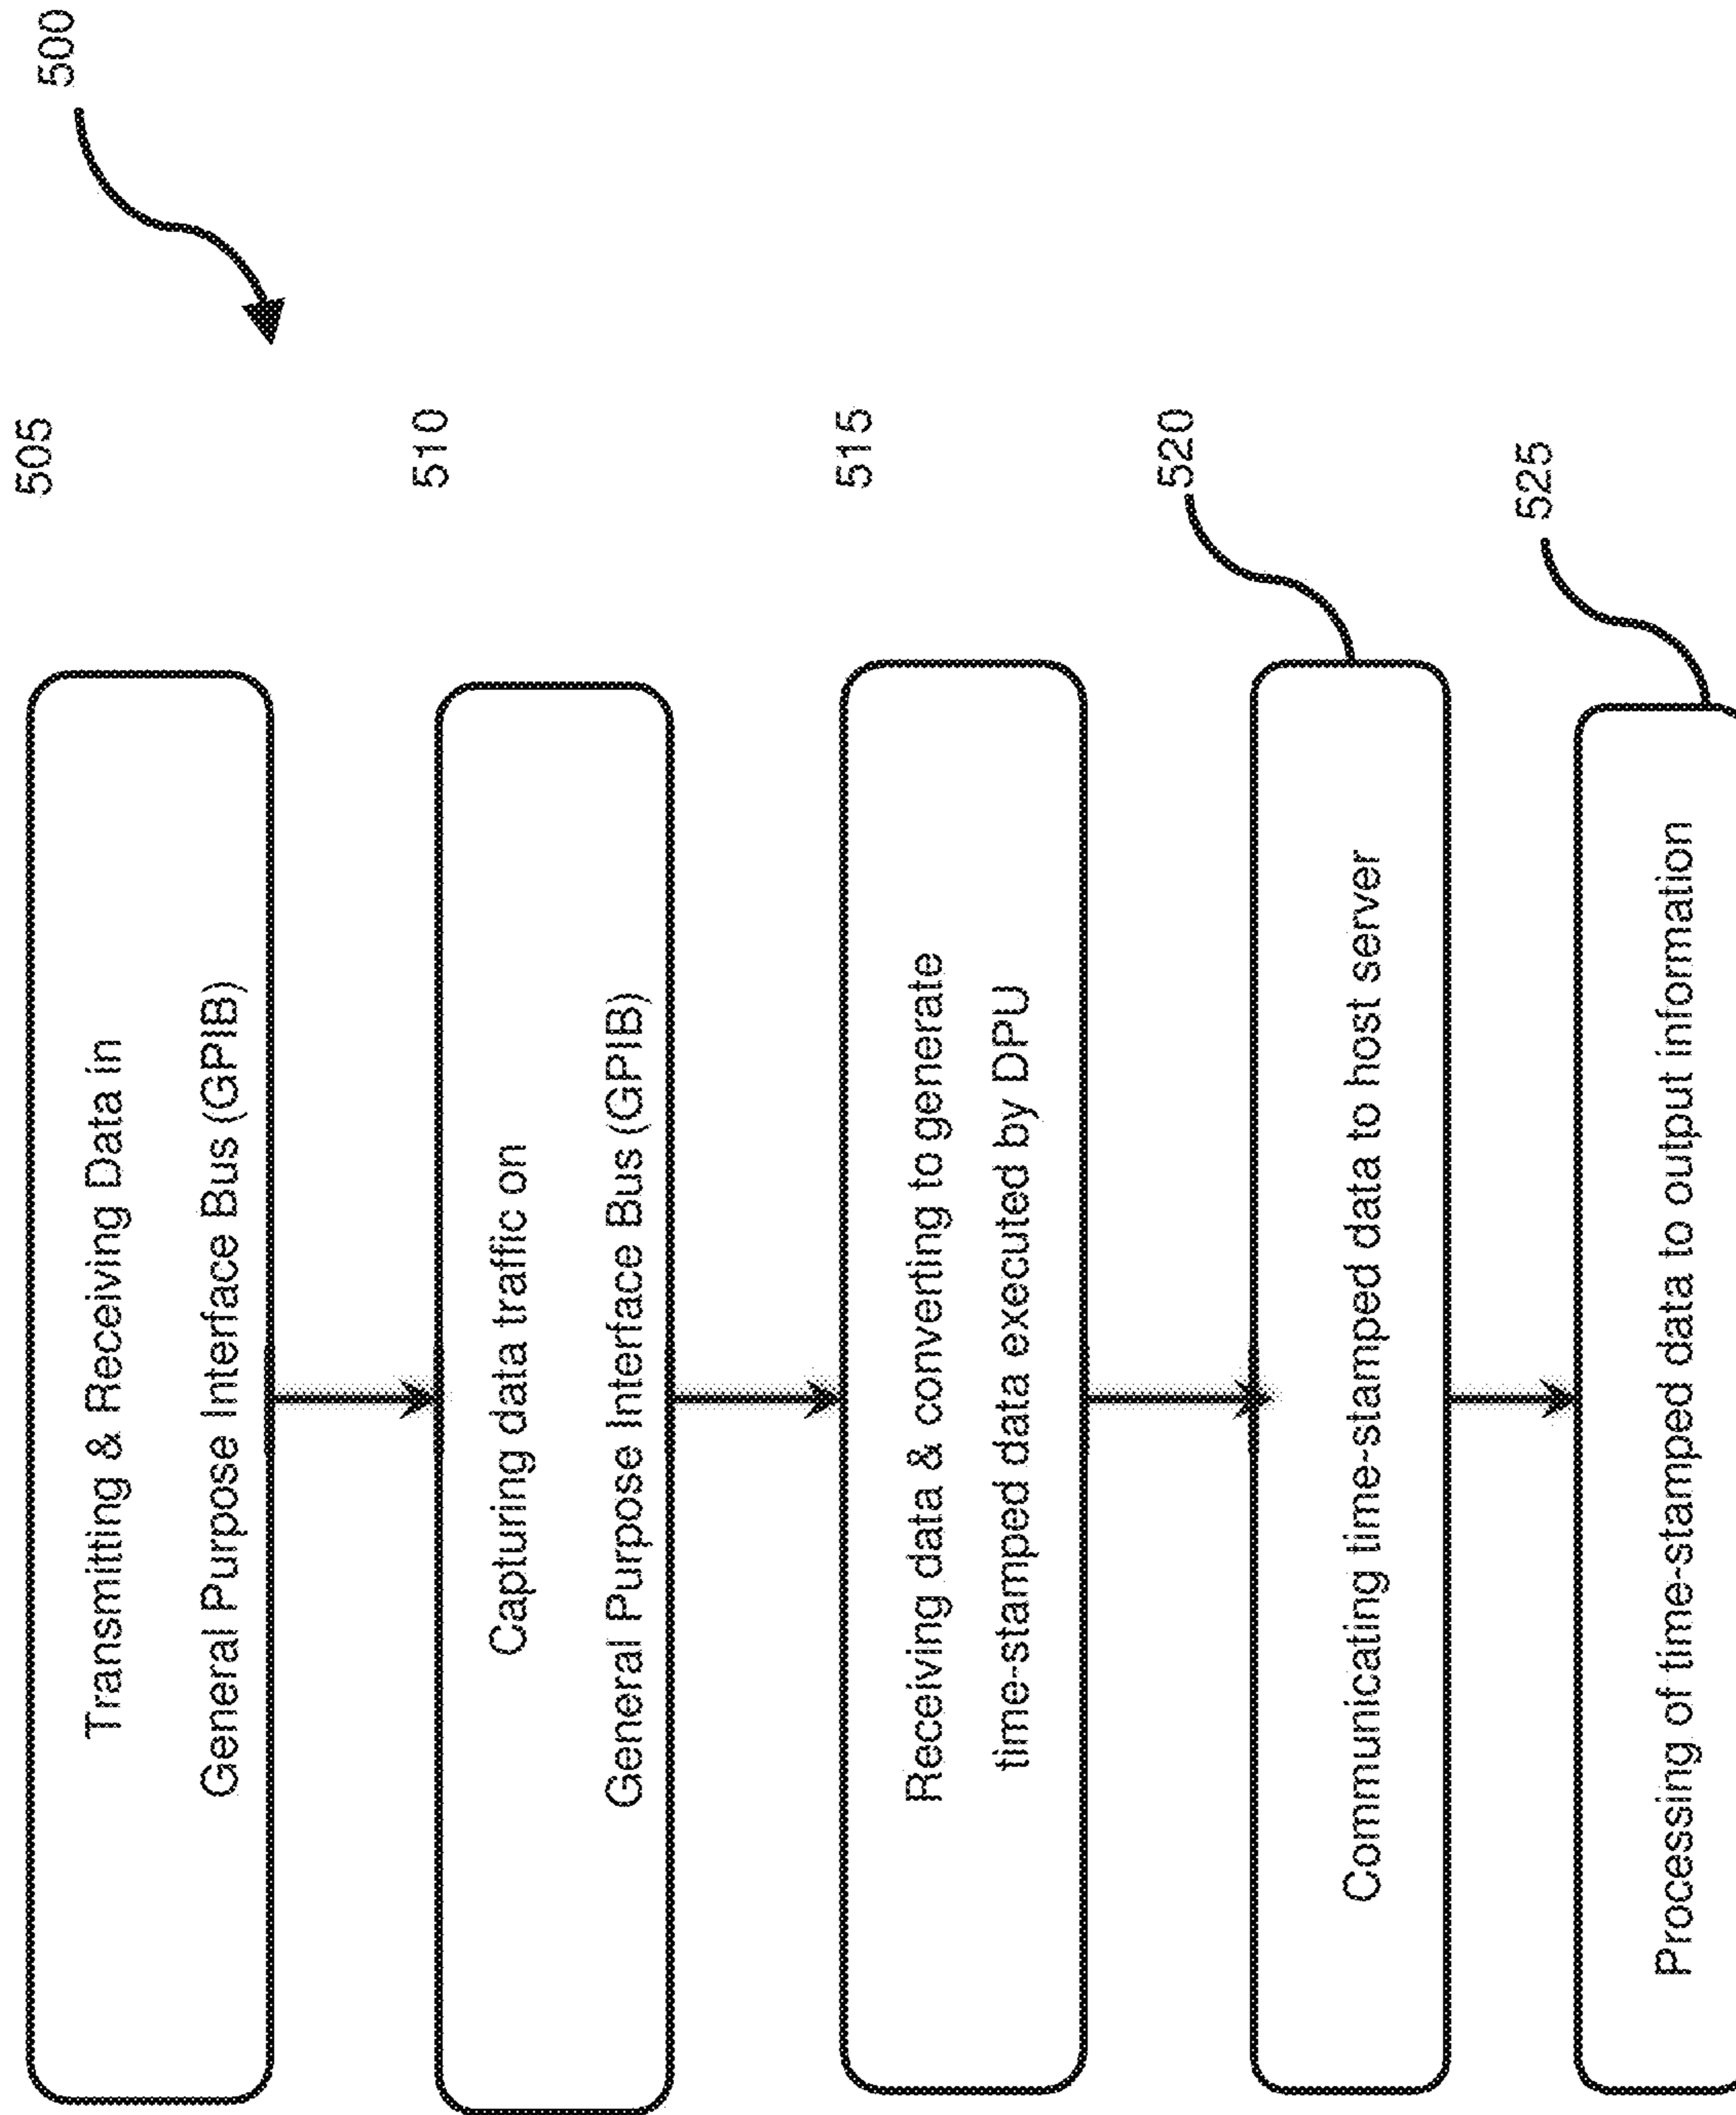 500
505
Transmitting & Receiving Data in
General Purpose Interface Bus (GPIB)
510
Capturing data traffic on
General Purpose Interface Bus (GPIB)
515
Receiving data & converting to generate
time-stamped data executed by DPU
520
Communicating time-stamped data to host server
525
Processing of time-stamped data to output information